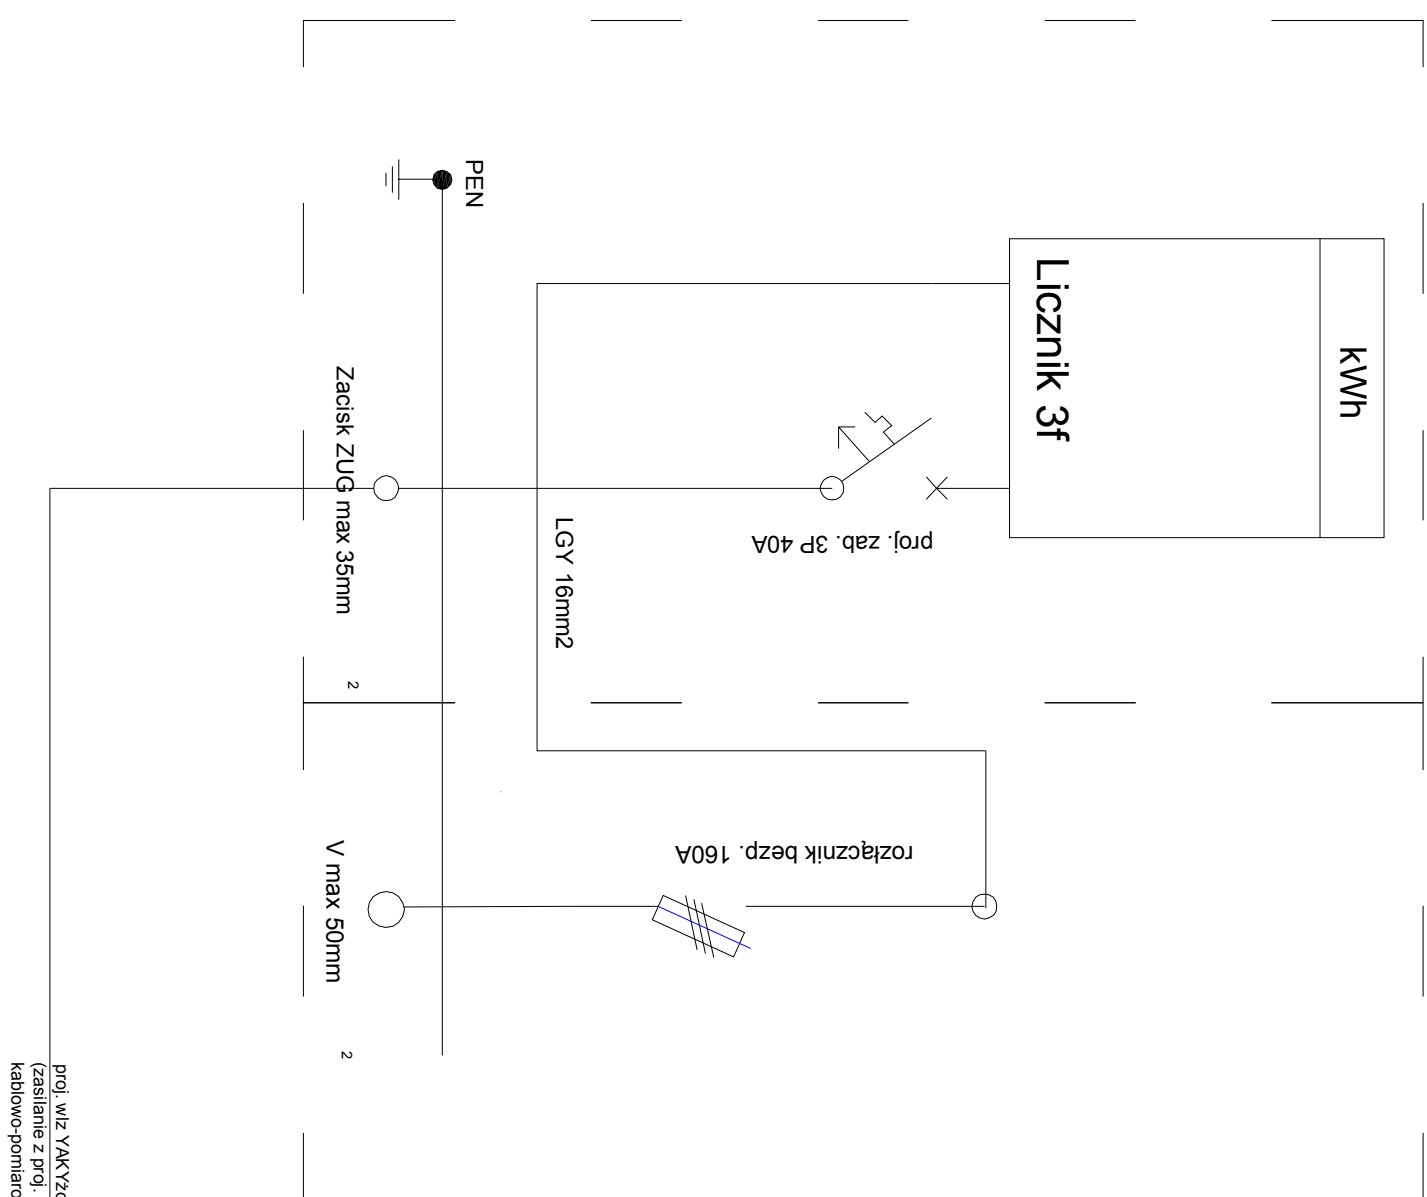 kWh
Licznik 3f
PEN
proj. zab. 3P 40A
LGY 16mm2
Zacisk ZUG max 35mm 2
rozłącznik bezp. 160A
V max 50mm 2
proj. wlz YAKYżo
(zasilanie z proj.
kablowo-pomiaro